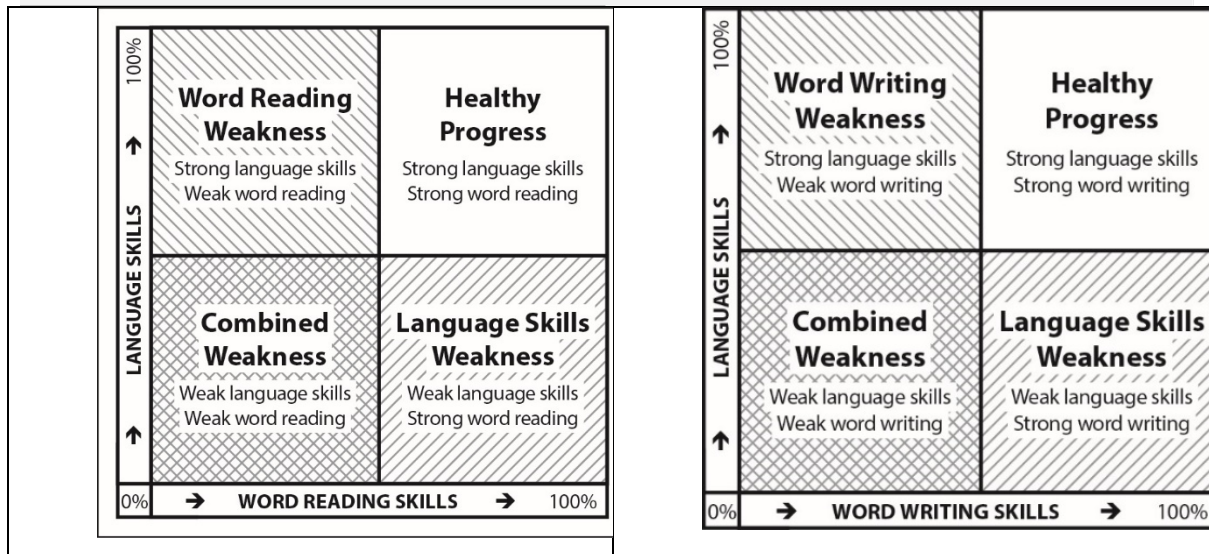 100%
LANGUAGE SKILLS
Word Reading
Weakness
Strong language skills
Weak word reading
Healthy
Progress
Strong language skills
Strong word reading
Combined
Weakness
Weak language skills
Weak word reading
Language Skills
Weakness
Weak language skills
Strong word reading
0% → WORD READING SKILLS → 100%
100%
LANGUAGE SKILLS
Word Writing
Weakness
Strong language skills
Weak word writing
Healthy
Progress
Strong language skills
Strong word writing
Combined
Weakness
Weak language skills
Weak word writing
Language Skills
Weakness
Weak language skills
Strong word writing
0% → WORD WRITING SKILLS → 100%